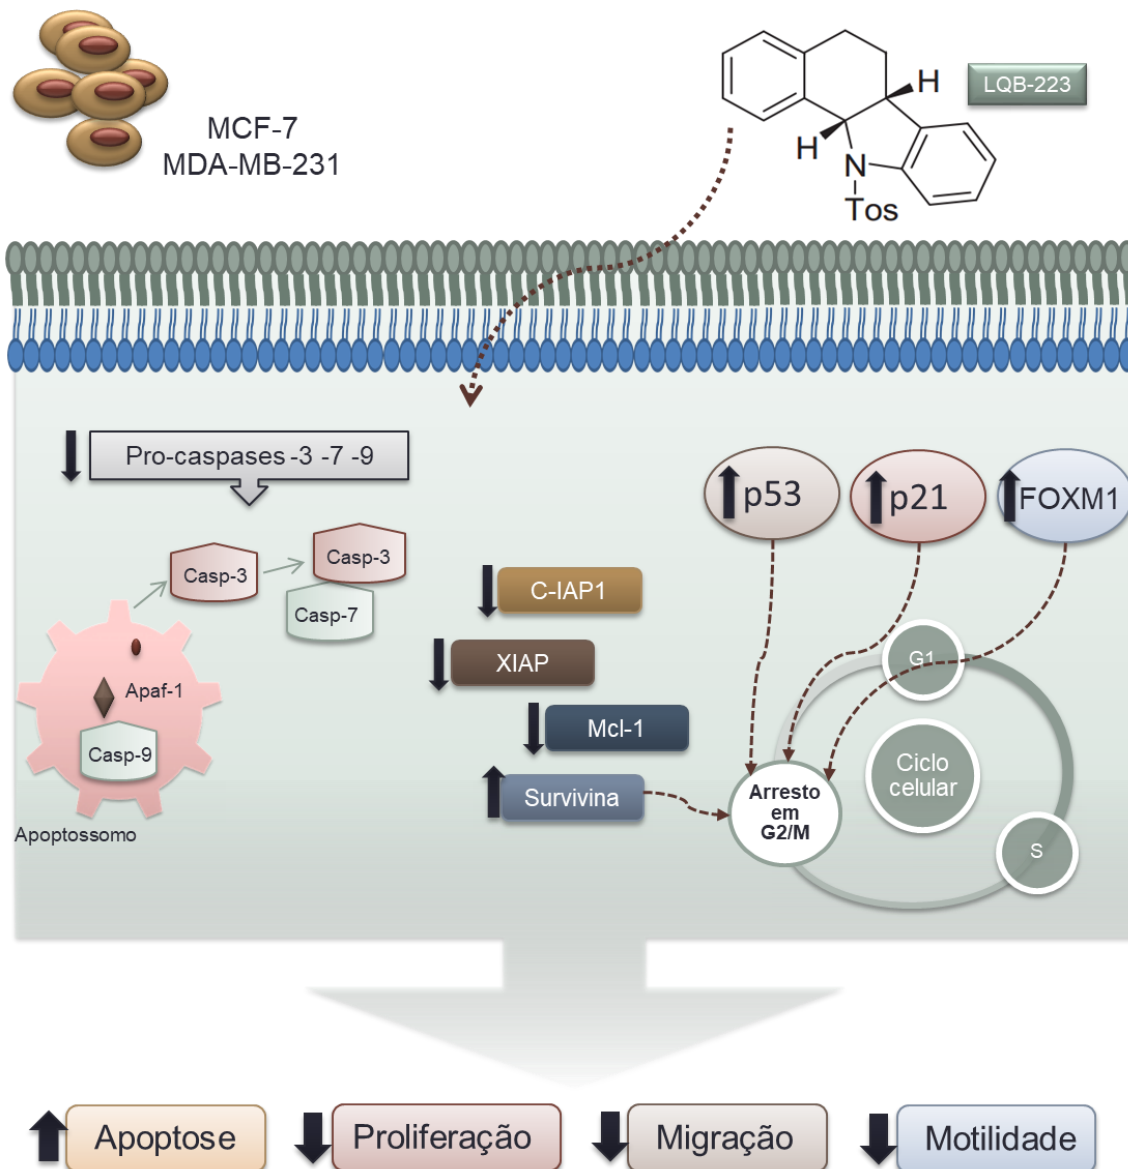 MCF-7
MDA-MB-231
H
H
N
Tos
LQB-223
Pro-caspases -3 -7 -9
p53
p21
FOXM1
Casp-3
Casp-3
Casp-7
C-IAP1
XIAP
Apaf-1
Casp-9
Apoptossomo
Mcl-1
Survivina
G1
Ciclo
celular
Arresto
em
G2/M
S
Apoptose
Proliferação
Migração
Motilidade